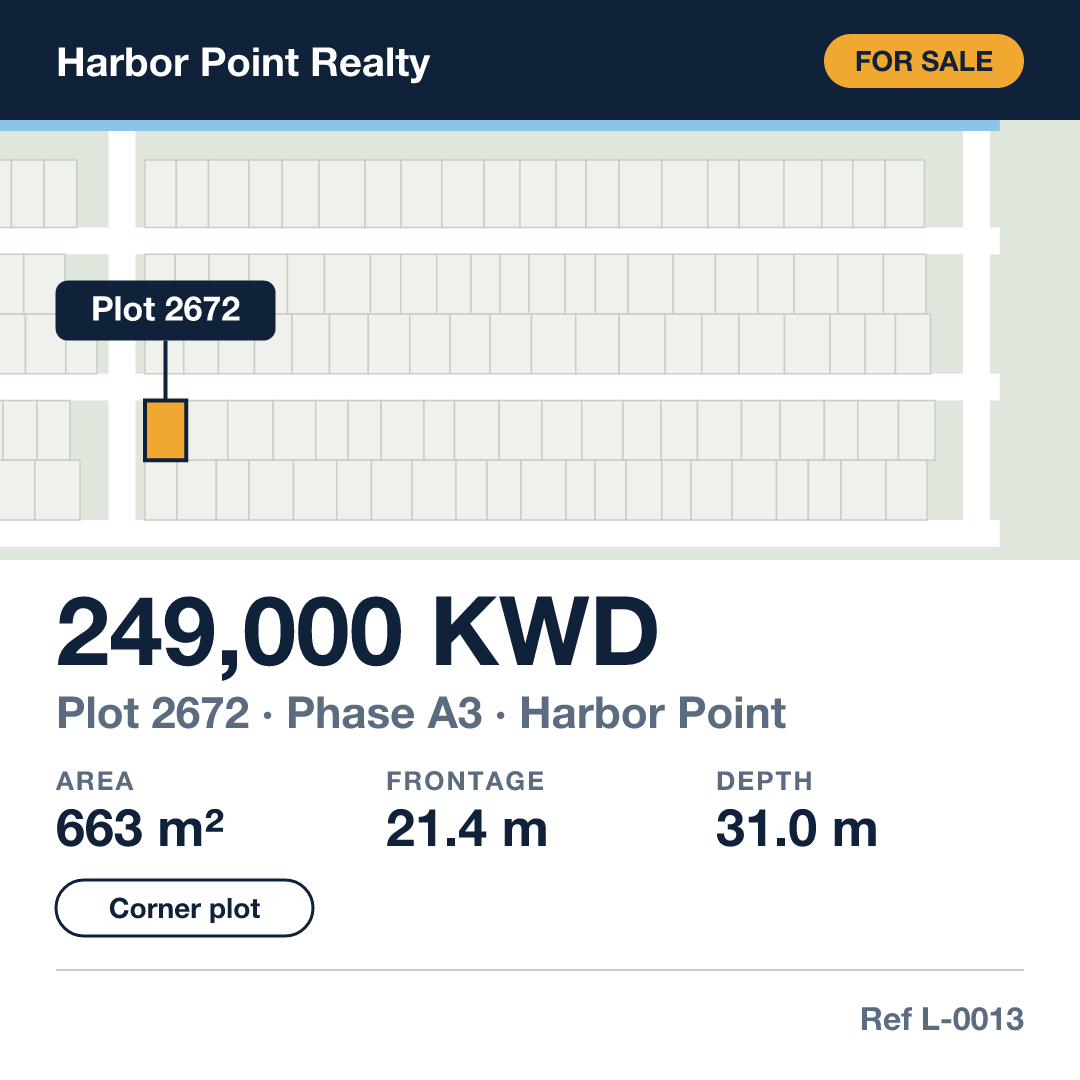 Harbor Point Realty
FOR SALE
Plot 2672
249,000 KWD
Plot 2672 · Phase A3 · Harbor Point
AREA FRONTAGE DEPTH
663 m² 21.4 m 31.0 m
Corner plot
Ref L-0013